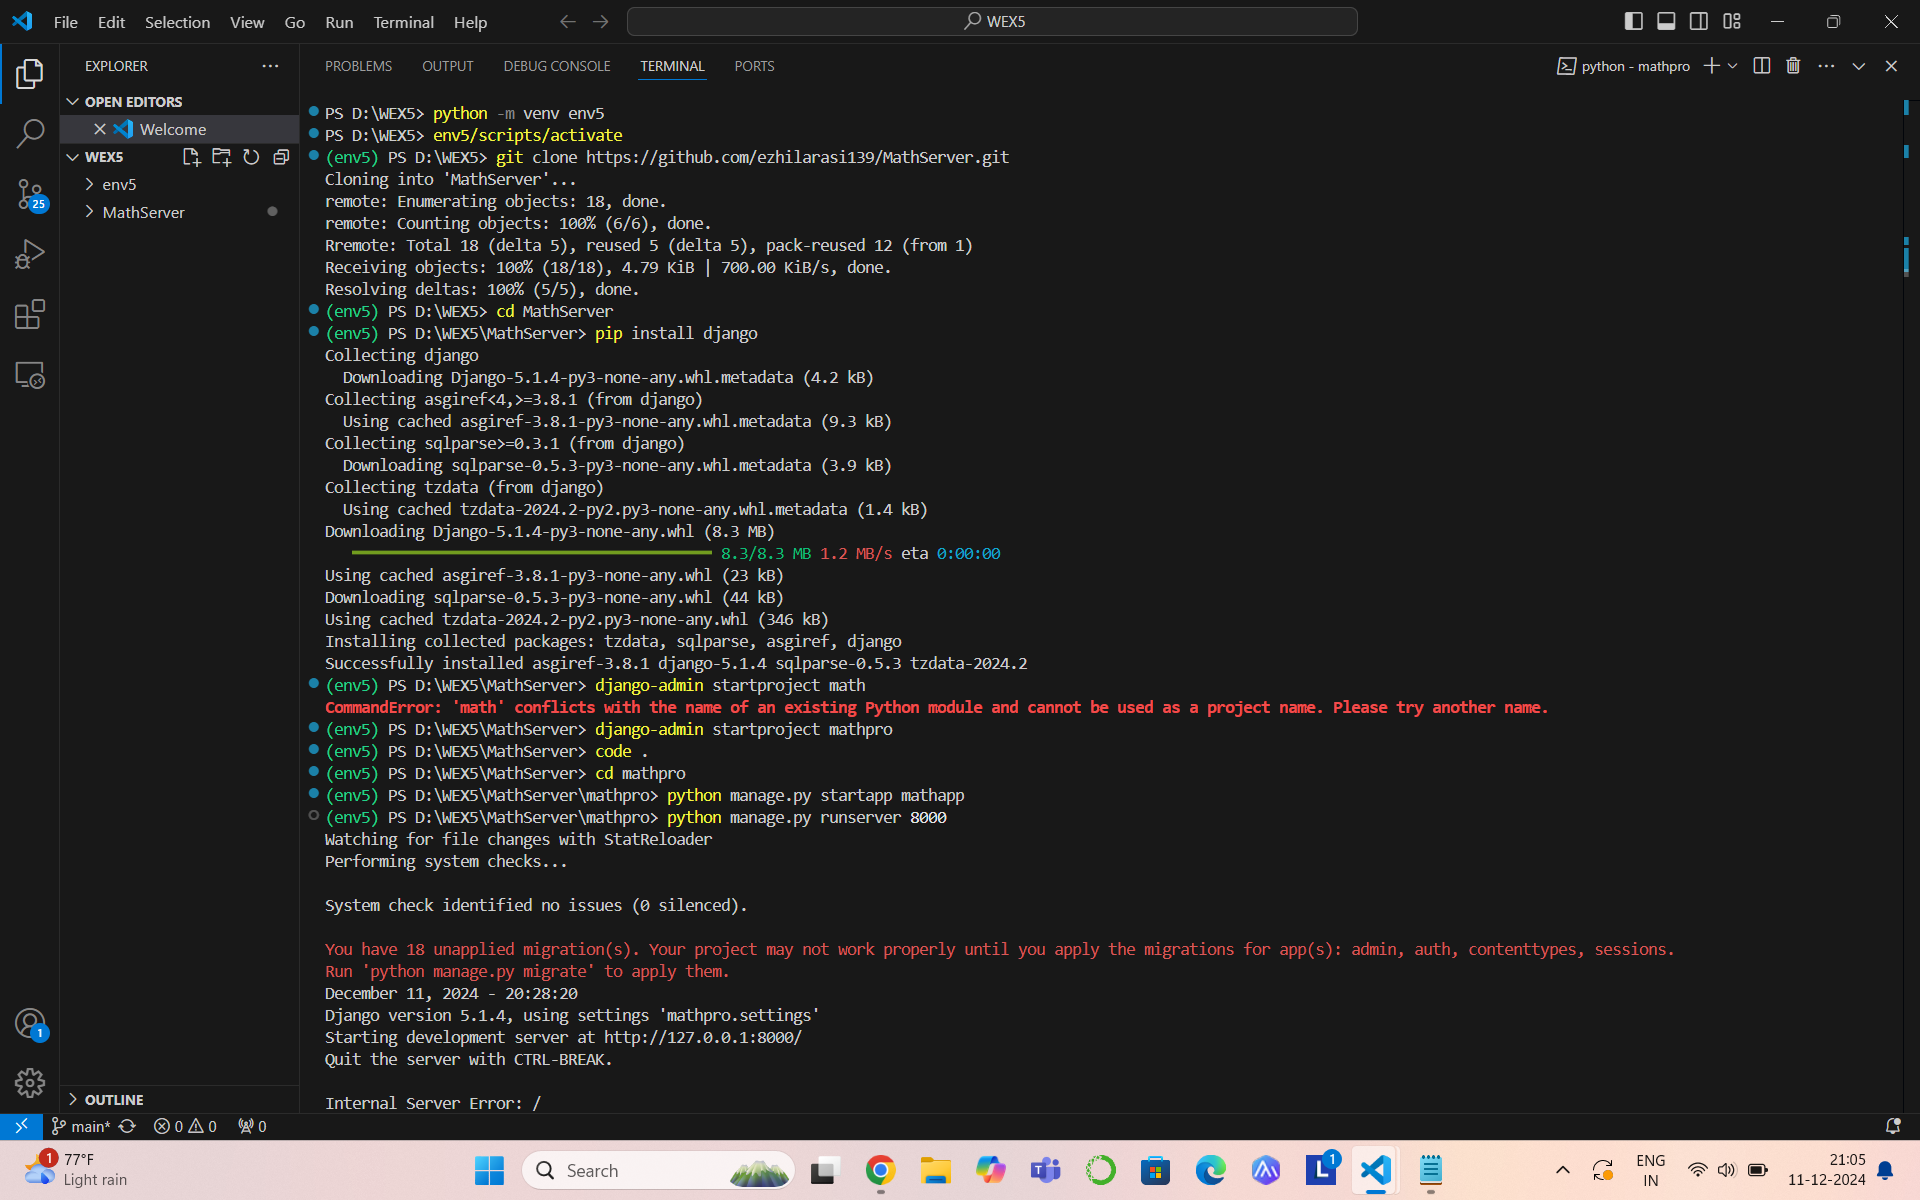 File Edit Selection View Go Run Terminal Help
WEX5
EXPLORER
OPEN EDITORS
Welcome
WEX5
env5
MathServer
25
1
OUTLINE
PROBLEMS OUTPUT DEBUG CONSOLE TERMINAL PORTS
python - mathpro
PS D:\WEX5> python -m venv env5
PS D:\WEX5> env5/scripts/activate
(env5) PS D:\WEX5> git clone https://github.com/ezhilarasi139/MathServer.git
Cloning into 'MathServer'...
remote: Enumerating objects: 18, done.
remote: Counting objects: 100% (6/6), done.
Rremote: Total 18 (delta 5), reused 5 (delta 5), pack-reused 12 (from 1)
Receiving objects: 100% (18/18), 4.79 KiB | 700.00 KiB/s, done.
Resolving deltas: 100% (5/5), done.
(env5) PS D:\WEX5> cd MathServer
(env5) PS D:\WEX5\MathServer> pip install django
Collecting django
Downloading Django-5.1.4-py3-none-any.whl.metadata (4.2 kB)
Collecting asgiref<4,>=3.8.1 (from django)
Using cached asgiref-3.8.1-py3-none-any.whl.metadata (9.3 kB)
Collecting sqlparse>=0.3.1 (from django)
Downloading sqlparse-0.5.3-py3-none-any.whl.metadata (3.9 kB)
Collecting tzdata (from django)
Using cached tzdata-2024.2-py2.py3-none-any.whl.metadata (1.4 kB)
Downloading Django-5.1.4-py3-none-any.whl (8.3 MB)
8.3/8.3 MB 1.2 MB/s eta 0:00:00
Using cached asgiref-3.8.1-py3-none-any.whl (23 kB)
Downloading sqlparse-0.5.3-py3-none-any.whl (44 kB)
Using cached tzdata-2024.2-py2.py3-none-any.whl (346 kB)
Installing collected packages: tzdata, sqlparse, asgiref, django
Successfully installed asgiref-3.8.1 django-5.1.4 sqlparse-0.5.3 tzdata-2024.2
(env5) PS D:\WEX5\MathServer> django-admin startproject math
CommandError: 'math' conflicts with the name of an existing Python module and cannot be used as a project name. Please try another name.
(env5) PS D:\WEX5\MathServer> django-admin startproject mathpro
(env5) PS D:\WEX5\MathServer> code .
(env5) PS D:\WEX5\MathServer> cd mathpro
(env5) PS D:\WEX5\MathServer\mathpro> python manage.py startapp mathapp
(env5) PS D:\WEX5\MathServer\mathpro> python manage.py runserver 8000
Watching for file changes with StatReloader
Performing system checks...
System check identified no issues (0 silenced).
You have 18 unapplied migration(s). Your project may not work properly until you apply the migrations for app(s): admin, auth, contenttypes, sessions.
Run 'python manage.py migrate' to apply them.
December 11, 2024 - 20:28:20
Django version 5.1.4, using settings 'mathpro.settings'
Starting development server at http://127.0.0.1:8000/
Quit the server with CTRL-BREAK.
Internal Server Error: /
main* 0 0 0
1
77°F
Light rain
Search
L 1
ENG
IN
21:05
11-12-2024